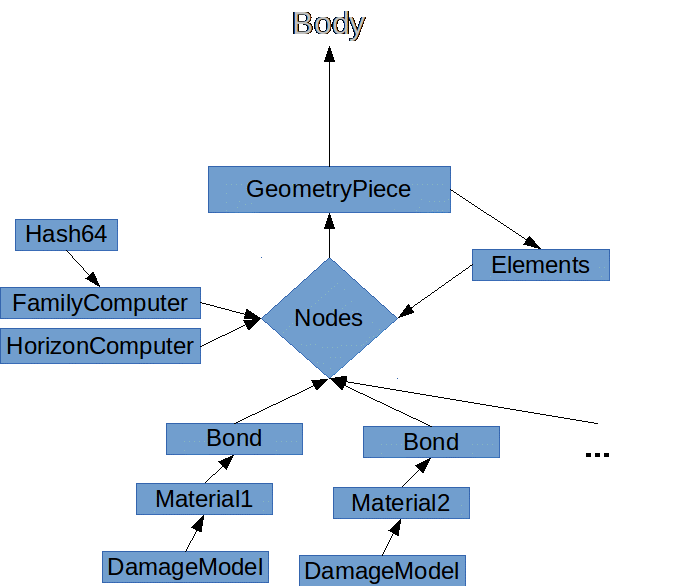 Body
GeometryPiece
Hash64
Elements
FamilyComputer
Nodes
HorizonComputer
Bond
Bond
...
Material1
Material2
DamageModel
DamageModel